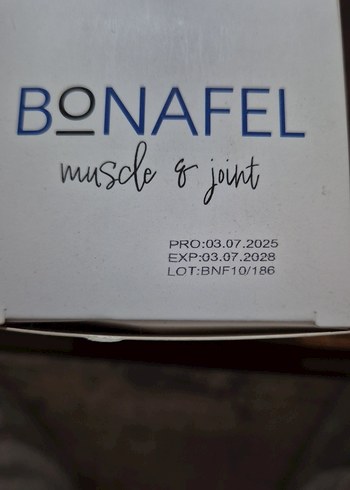 BONAFEL
muscle & joint
PRO:03.07.2025
EXP:03.07.2028
LOT:BNF10/186